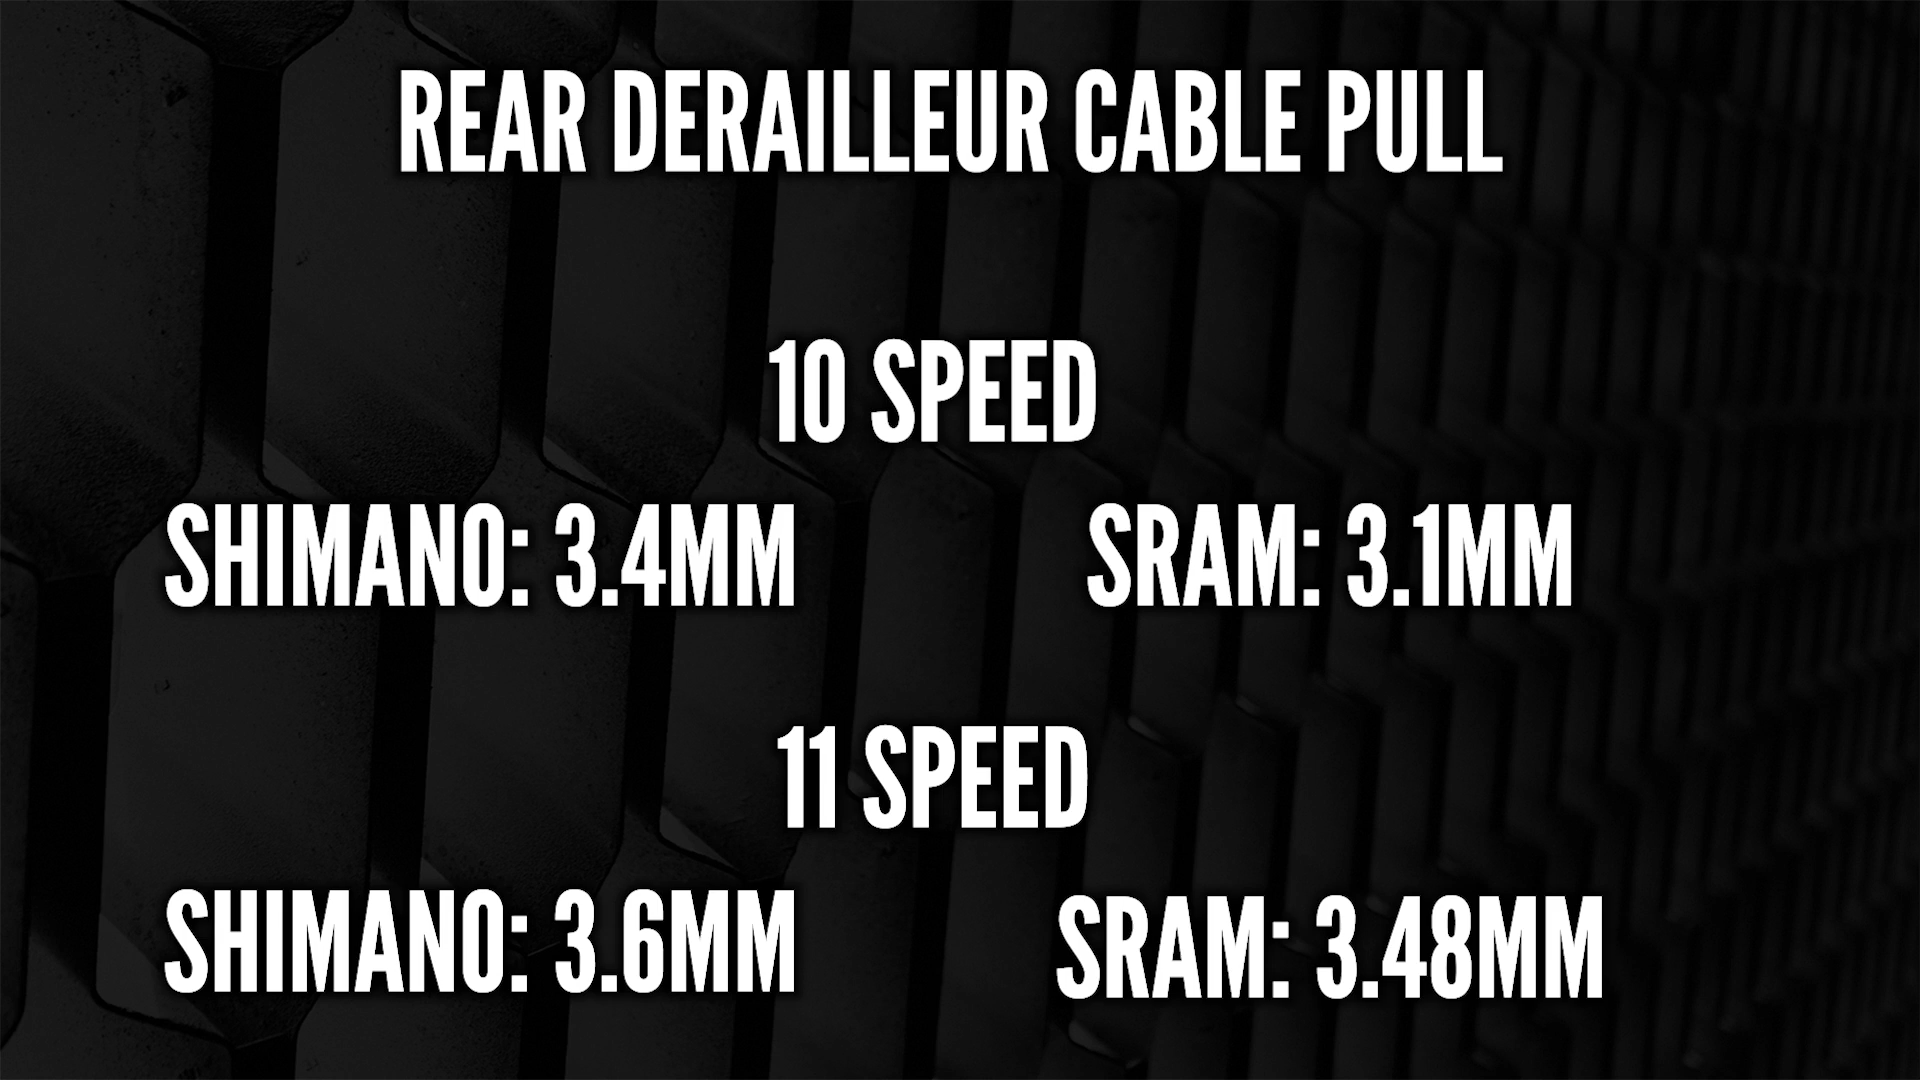 REAR DERAILLEUR CABLE PULL
10 SPEED
SHIMANO: 3.4MM SRAM: 3.1MM
11 SPEED
SHIMANO: 3.6MM SRAM: 3.48MM